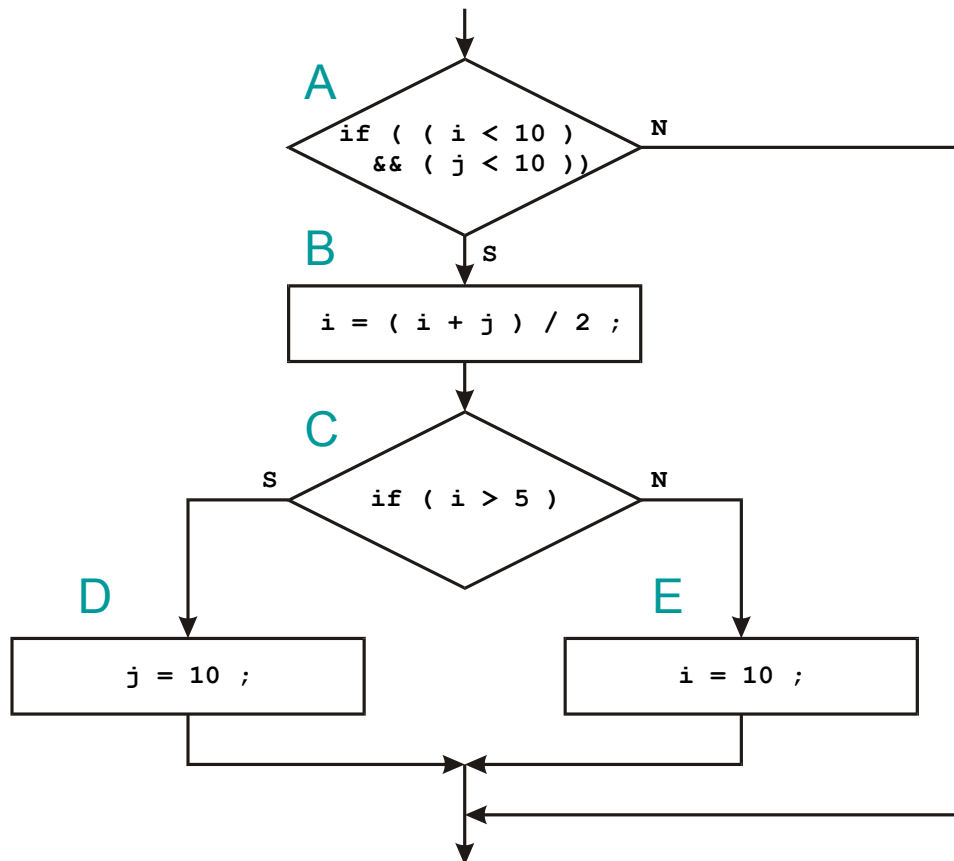 A
if ( ( i < 10 )
&& ( j < 10 ))
N
S
B
i = ( i + j ) / 2 ;
C
S
if ( i > 5 )
N
D
E
j = 10 ;
i = 10 ;